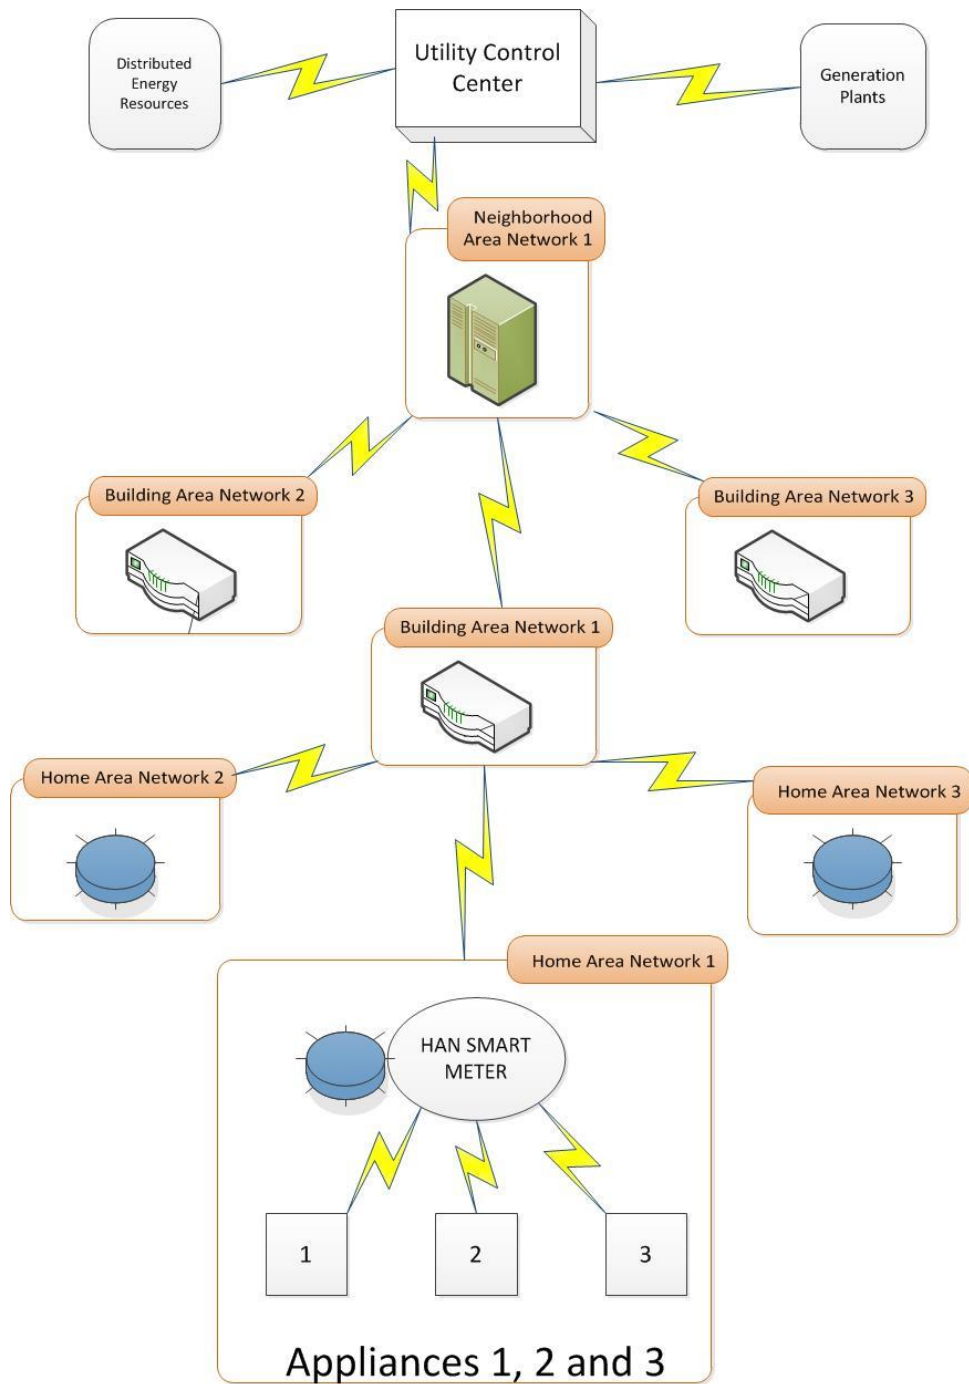 Distributed
Energy
Resources
Utility Control
Center
Generation
Plants
Neighborhood
Area Network 1
Building Area Network 2
Building Area Network 3
Building Area Network 1
Home Area Network 2
Home Area Network 3
Home Area Network 1
HAN SMART
METER
1
2
3
Appliances 1, 2 and 3